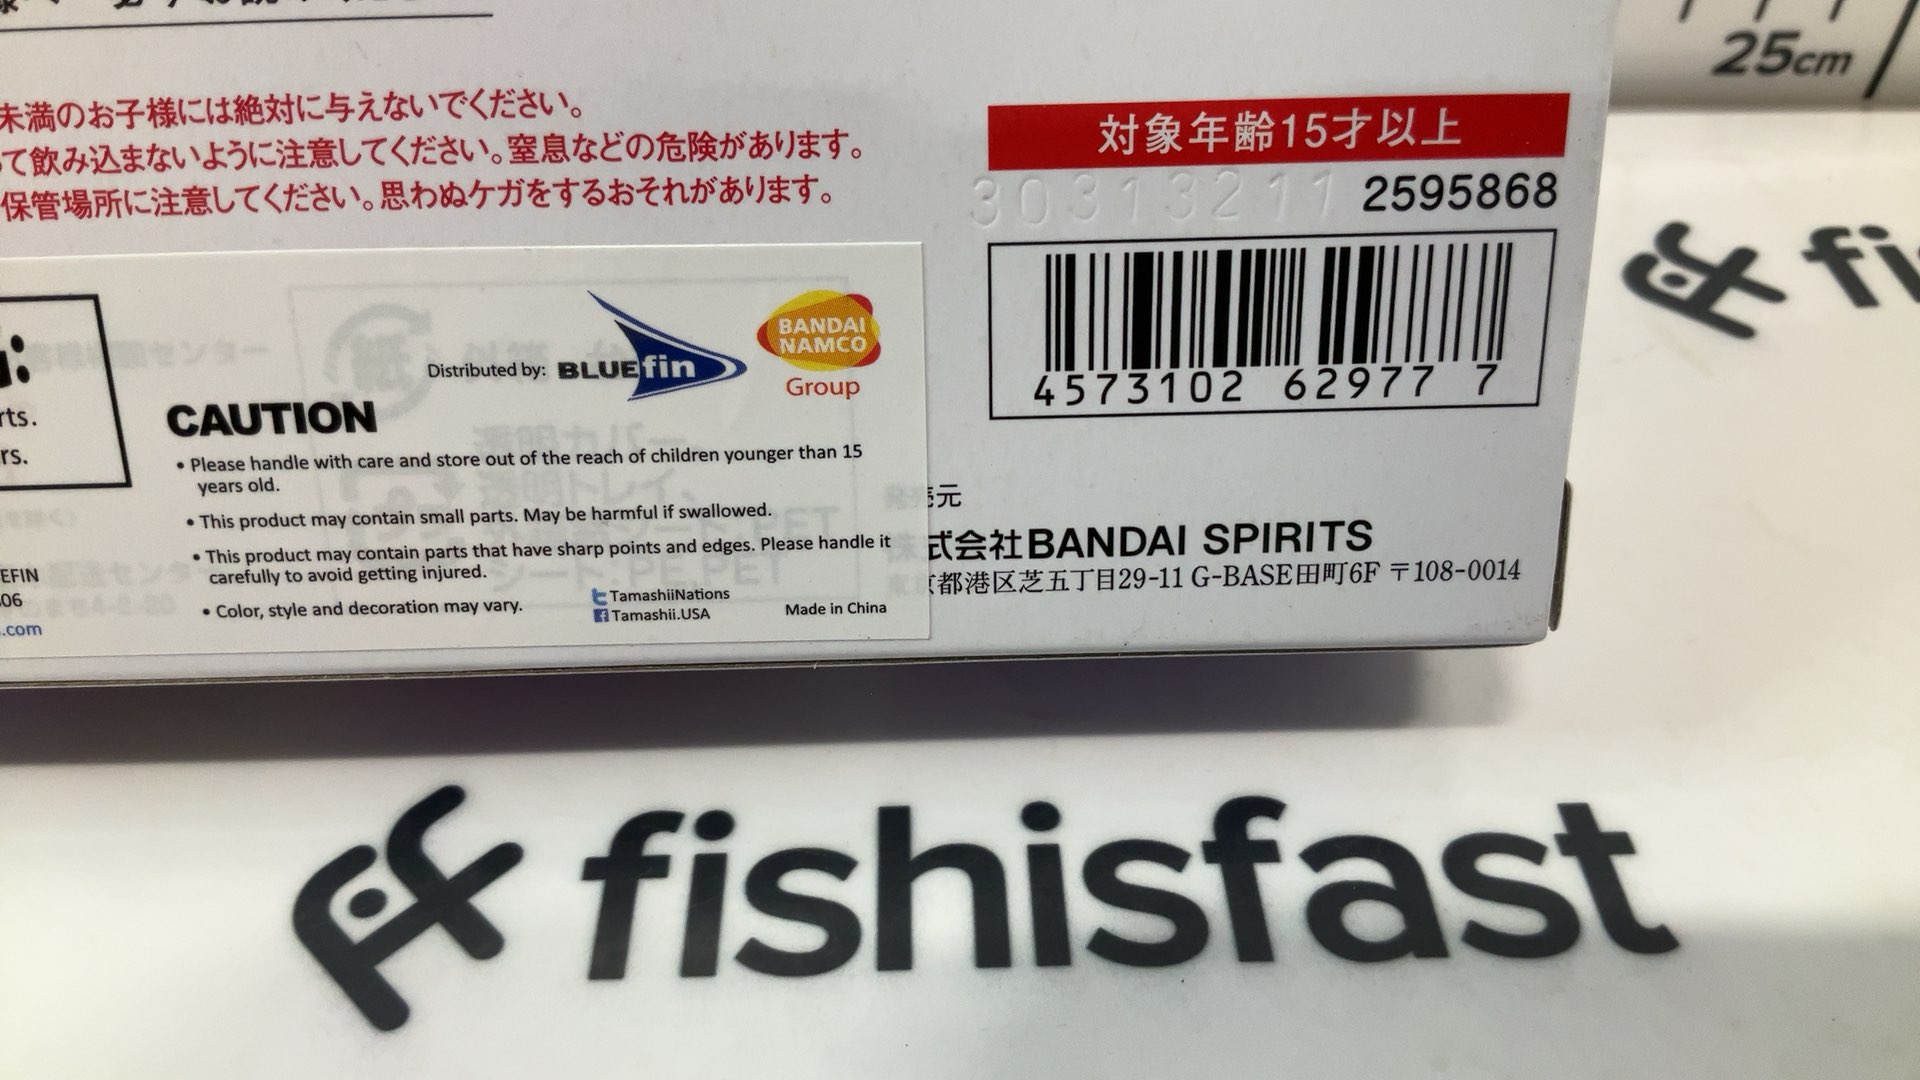 未満のお子様には絶対に与えないでください。
て飲み込まないように注意してください。窒息などの危険があります。
保管場所に注意してください。思わぬケガをするおそれがあります。
25cm
対象年齢15才以上
30313211 2595868
4573102 62977 7
fi
rts.
rs.
Distributed by: BLUEfin
BANDAI
NAMCO
Group
CAUTION
• Please handle with care and store out of the reach of children younger than 15
years old.
• This product may contain small parts. May be harmful if swallowed.
• This product may contain parts that have sharp points and edges. Please handle it
carefully to avoid getting injured.
• Color, style and decoration may vary.
TamashiiNations
Tamashii.USA
Made in China
EFIN
06
.com
売元
式会社BANDAI SPIRITS
京都港区芝五丁目29-11 G-BASE田町6F 〒108-0014
fishisfast